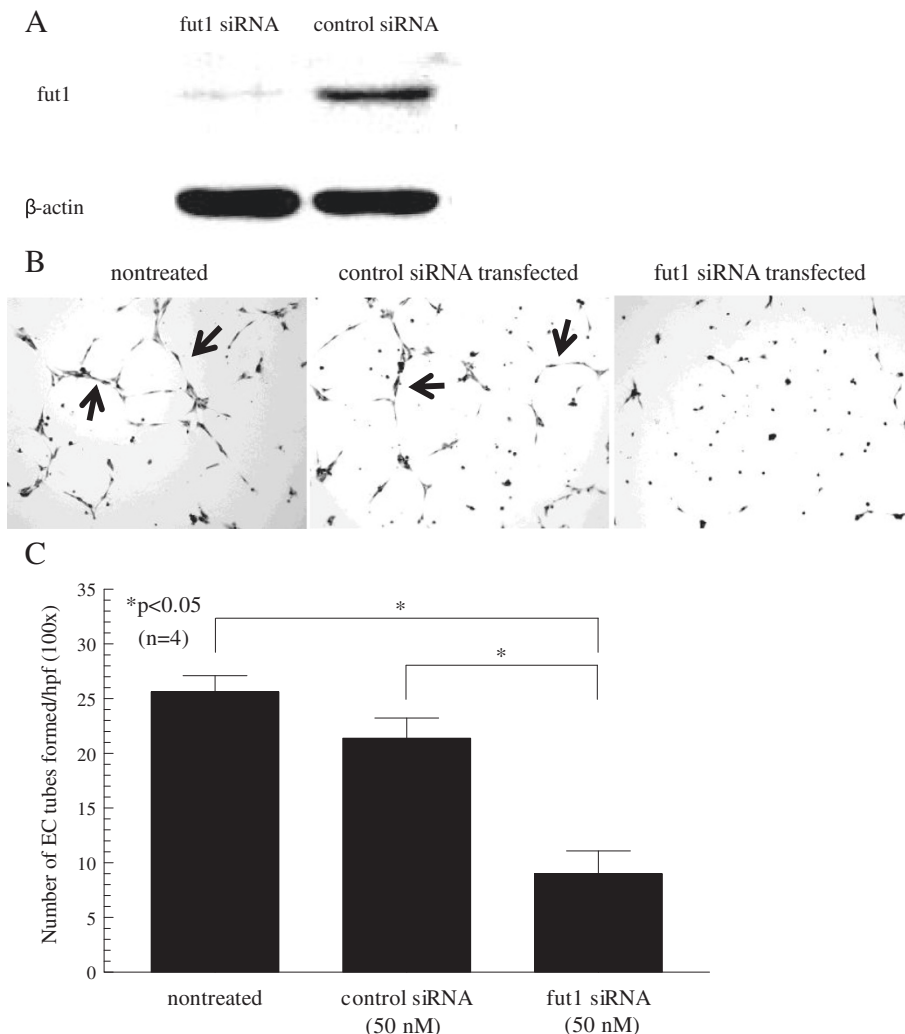 A
fut1 siRNA control siRNA
fut1
β-actin
B
nontreated control siRNA transfected fut1 siRNA transfected
C
Number of EC tubes formed/hpf (100x)
35
30
25
20
15
10
5
0
*p<0.05
(n=4)
*
*
nontreated control siRNA fut1 siRNA
(50 nM) (50 nM)